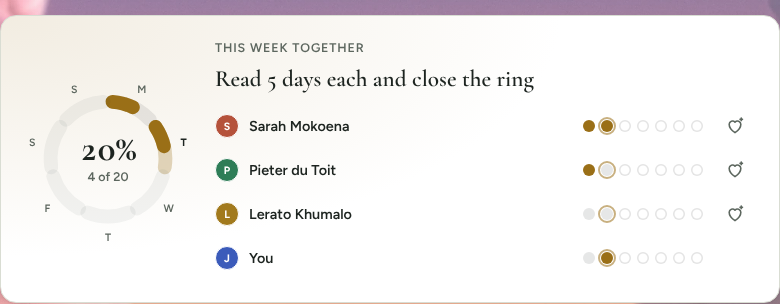 THIS WEEK TOGETHER
Read 5 days each and close the ring
S M
S T
20%
4 of 20
F W
T
S Sarah Mokoena
P Pieter du Toit
L Lerato Khumalo
J You